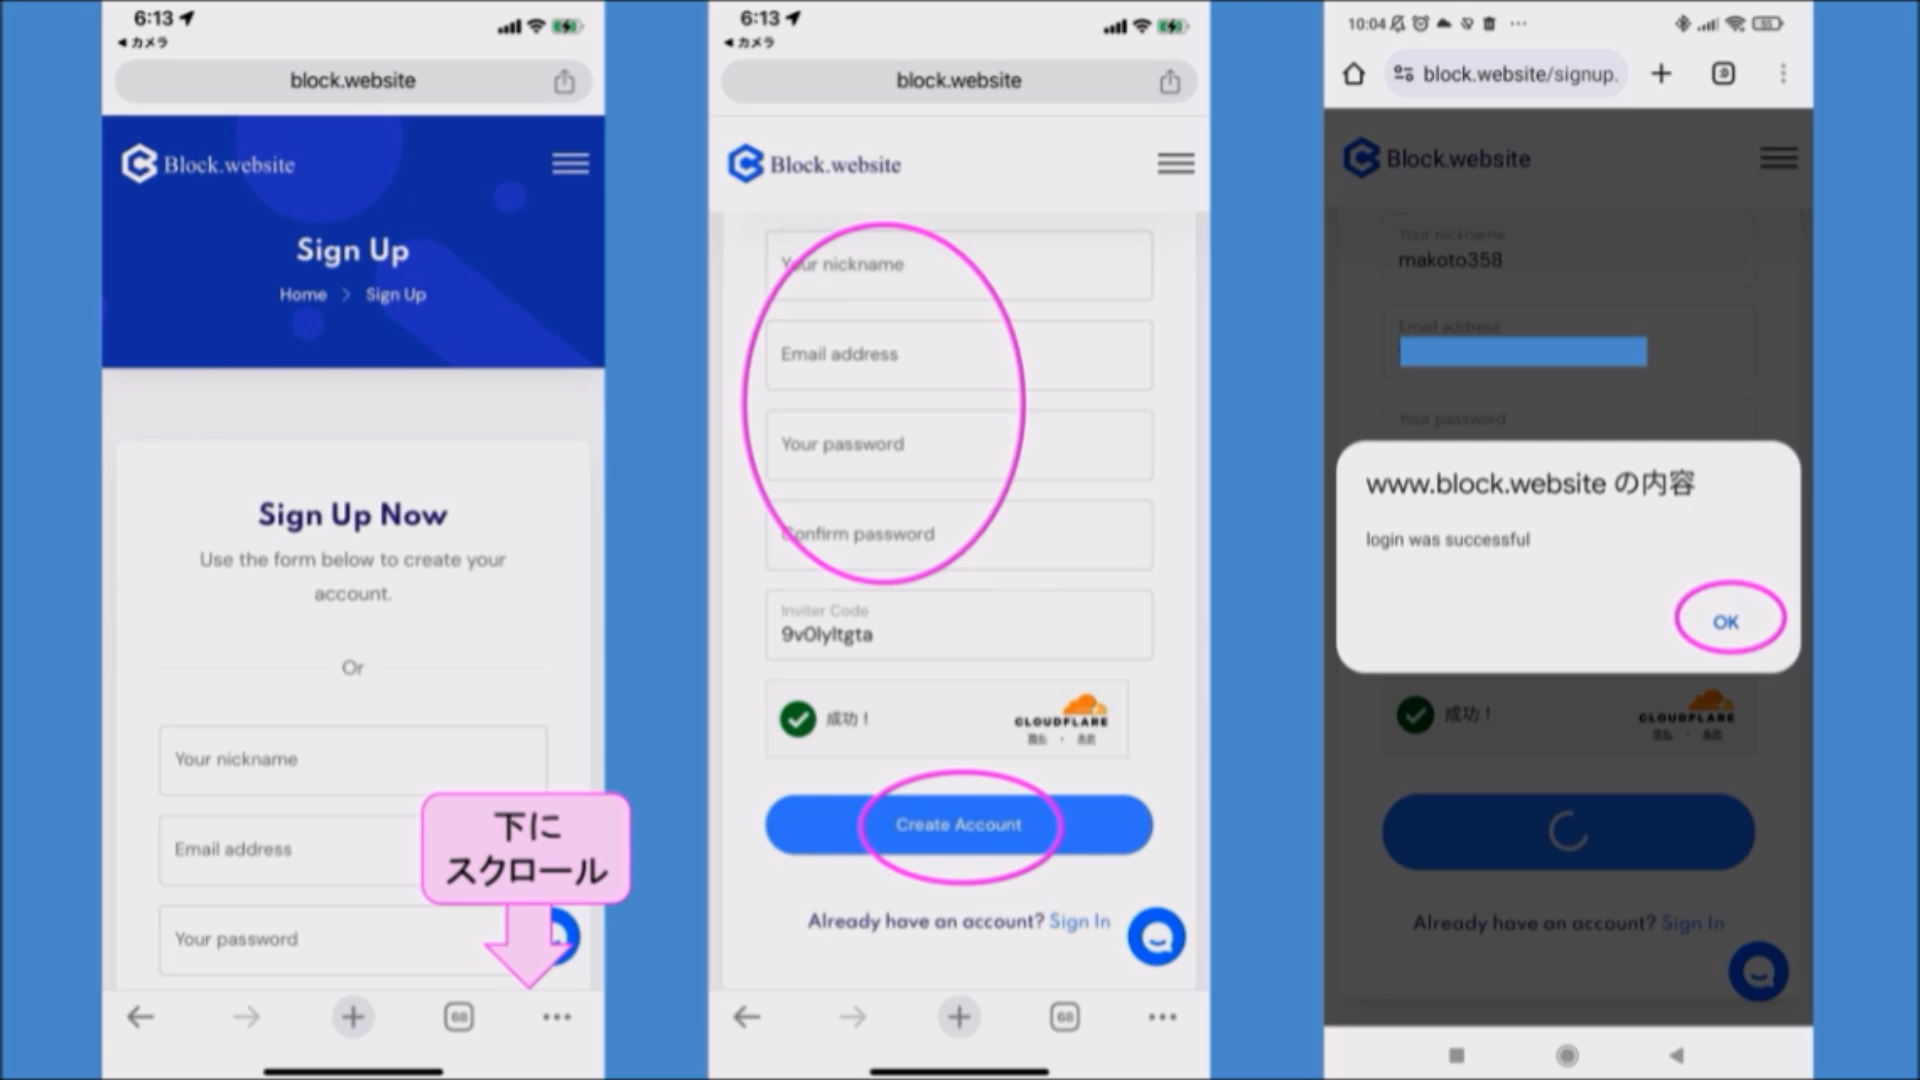 6:13
カメラ
block.website
Block.website
Sign Up
Home > Sign Up
Sign Up Now
Use the form below to create your
account.
Or
Your nickname
Email address
Your password
下に
スクロール
68
6:13
カメラ
block.website
Block.website
Your nickname
Email address
Your password
Confirm password
Inviter Code
9v0lyltgta
成功！
CLOUDFLARE
Create Account
Already have an account? Sign In
68
10:04
block.website/signup.
Block.website
Your nickname
makoto358
Email address
Your password
www.block.website の内容
login was successful
OK
成功！
CLOUDFLARE
Already have an account? Sign In